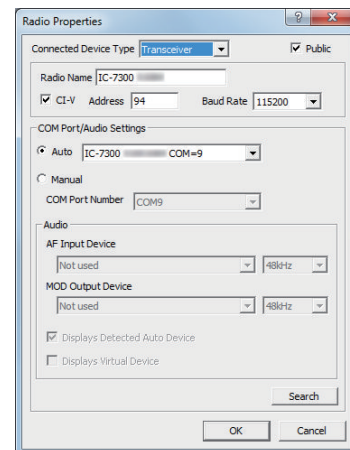 Radio Properties
Connected Device Type Transceiver Public
Radio Name IC-7300
CI-V Address 94 Baud Rate 115200
COM Port/Audio Settings
Auto IC-7300 COM=9
Manual
COM Port Number COM9
Audio
AF Input Device
Not used 48kHz
MOD Output Device
Not used 48kHz
Displays Detected Auto Device
Displays Virtual Device
Search
OK Cancel